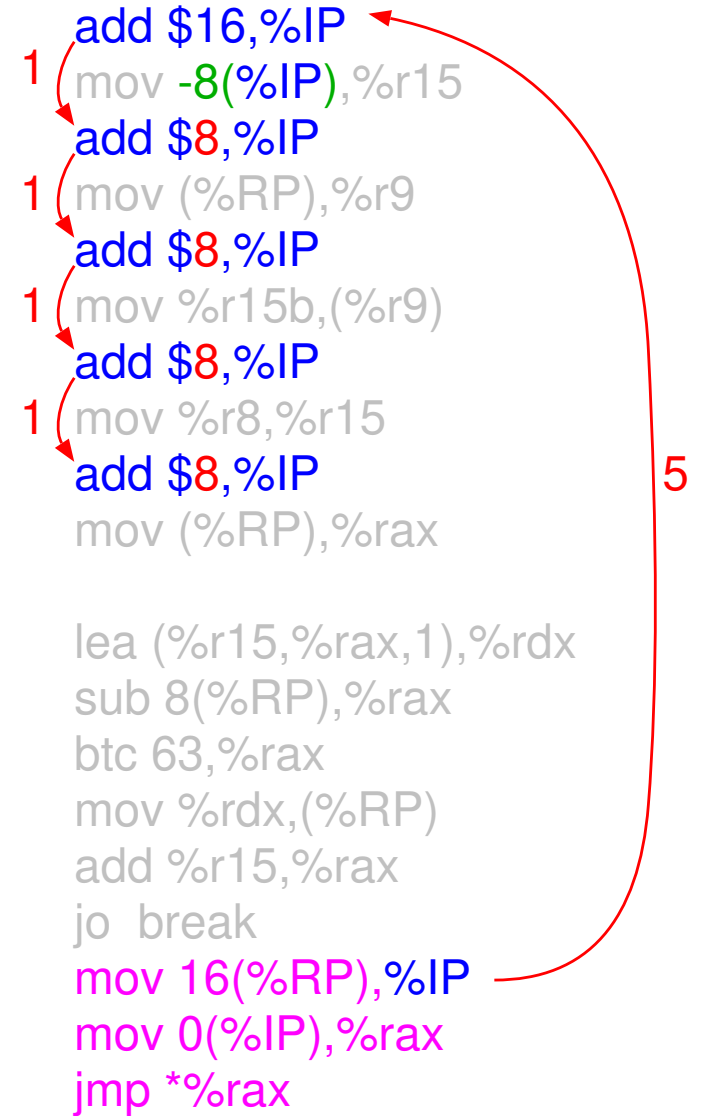 add $16,%IP
1
mov -8(%IP),%r15
add $8,%IP
1
mov (%RP),%r9
add $8,%IP
1
mov %r15b,(%r9)
add $8,%IP
1
mov %r8,%r15
add $8,%IP
5
mov (%RP),%rax
lea (%r15,%rax,1),%rdx
sub 8(%RP),%rax
btc 63,%rax
mov %rdx,(%RP)
add %r15,%rax
jo break
mov 16(%RP),%IP
mov 0(%IP),%rax
jmp *%rax